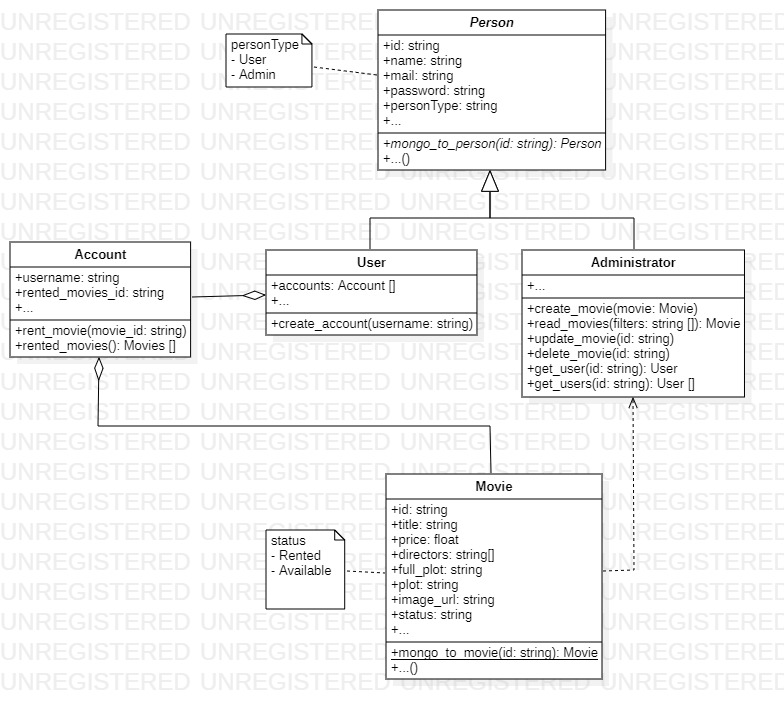 Person
+id: string
+name: string
+mail: string
+password: string
+personType: string
+...
+mongo_to_person(id: string): Person
+...()
personType
- User
- Admin
Account
+username: string
+rented_movies_id: string
+...
+rent_movie(movie_id: string)
+rented_movies(): Movies []
User
+accounts: Account []
+...
+create_account(username: string)
Administrator
+...
+create_movie(movie: Movie)
+read_movies(filters: string []): Movie
+update_movie(id: string)
+delete_movie(id: string)
+get_user(id: string): User
+get_users(id: string): User []
Movie
+id: string
+title: string
+price: float
+directors: string[]
+full_plot: string
+plot: string
+image_url: string
+status: string
+...
+mongo_to_movie(id: string): Movie
+...()
status
- Rented
- Available
UNREGISTERED